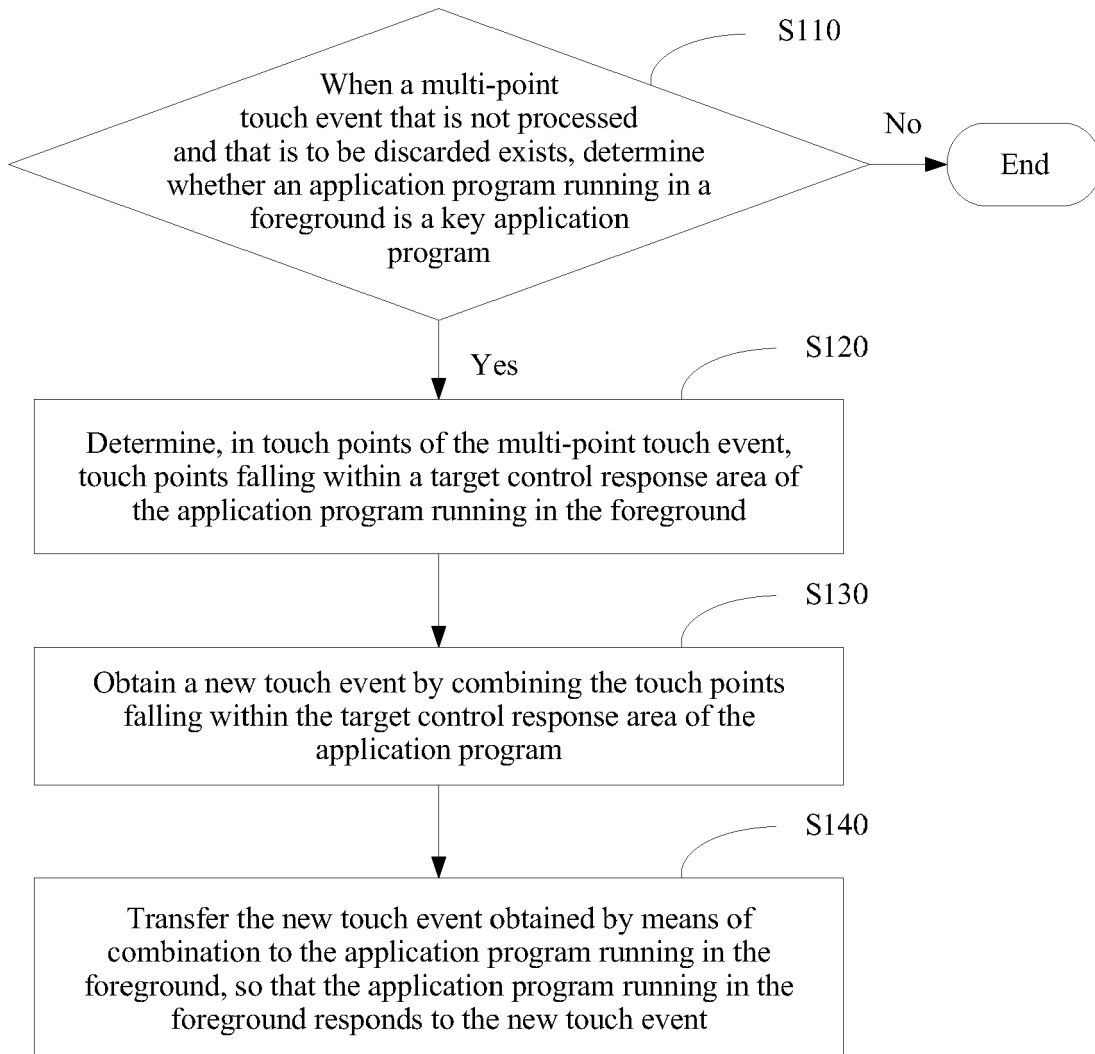 S110
When a multi-point
touch event that is not processed
and that is to be discarded exists, determine
whether an application program running in a
foreground is a key application
program
No
End
Yes
S120
Determine, in touch points of the multi-point touch event,
touch points falling within a target control response area of
the application program running in the foreground
S130
Obtain a new touch event by combining the touch points
falling within the target control response area of the
application program
S140
Transfer the new touch event obtained by means of
combination to the application program running in the
foreground, so that the application program running in the
foreground responds to the new touch event